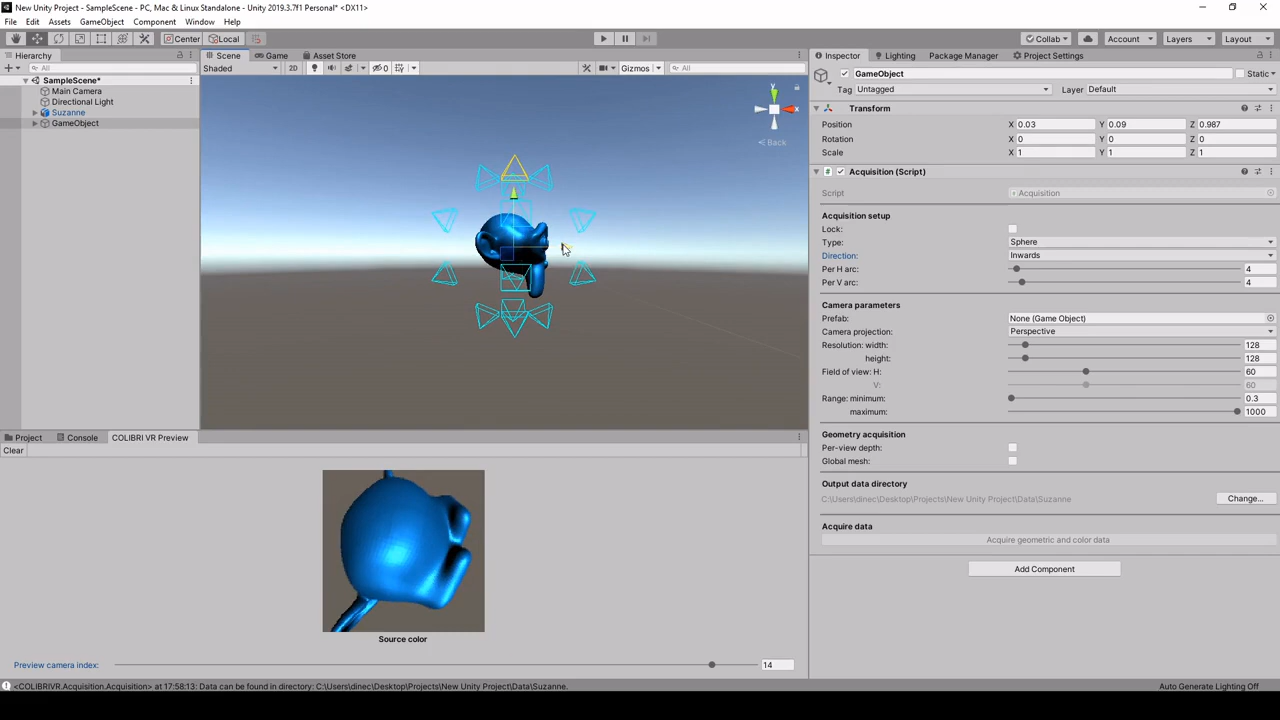 New Unity Project - SampleScene - PC, Mac & Linux Standalone - Unity 2019.3.7f1 Personal* <DX11>
File Edit Assets GameObject Component Window Help
Center Local Collab Account Layers Layout
Hierarchy Scene Game Asset Store Inspector Lighting Package Manager Project Settings
All Shaded 2D 0 Gizmos All GameObject Static
SampleScene* Tag Untagged Layer Default
Main Camera
Directional Light Transform
Suzanne Position X 0.03 Y 0.09 Z 0.987
GameObject Rotation X 0 Y 0 Z 0
y x Back Scale X 1 Y 1 Z 1
Acquisition (Script)
Script Acquisition
Acquisition setup
Lock:
Type: Sphere
Direction: Inwards
Per H arc: 4
Per V arc: 4
Camera parameters
Prefab: None (Game Object)
Camera projection: Perspective
Resolution: width: 128
height: 128
Field of view: H: 60
V: 60
Range: minimum: 0.3
maximum: 1000
Geometry acquisition
Per-view depth:
Global mesh:
Output data directory
C:\Users\dinec\Desktop\Projects\New Unity Project\Data\Suzanne Change...
Acquire data
Acquire geometric and color data
Add Component
Project Console COLIBRI VR Preview
Clear
Source color
Preview camera index: 14
<COLIBRIVR.Acquisition.Acquisition> at 17:58:13: Data can be found in directory: C:\Users\dinec\Desktop\Projects\New Unity Project\Data\Suzanne. Auto Generate Lighting Off